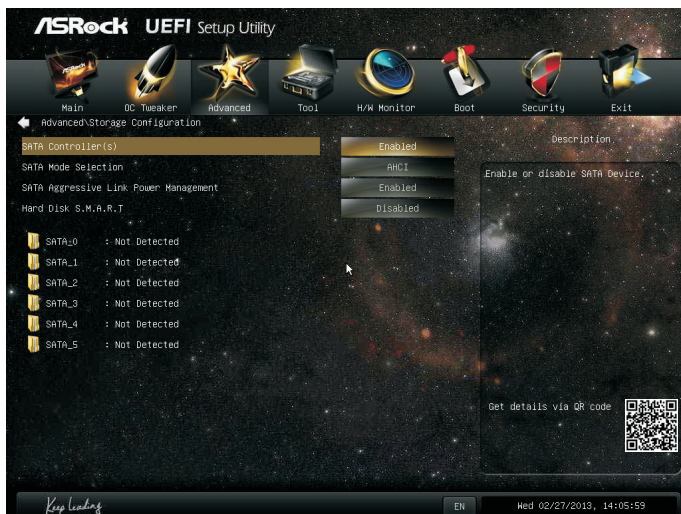 ASRock UEFI Setup Utility
Main OC Tweaker Advanced Tool H/W Monitor Boot Security Exit
Advanced\Storage Configuration
Description
SATA Controller(s) Enabled
SATA Mode Selection AHCI
SATA Aggressive Link Power Management Enabled
Hard Disk S.M.A.R.T Disabled
Enable or disable SATA Device.
SATA_0 : Not Detected
SATA_1 : Not Detected
SATA_2 : Not Detected
SATA_3 : Not Detected
SATA_4 : Not Detected
SATA_5 : Not Detected
Get details via QR code
Keep Leading
EN Wed 02/27/2013, 14:05:59